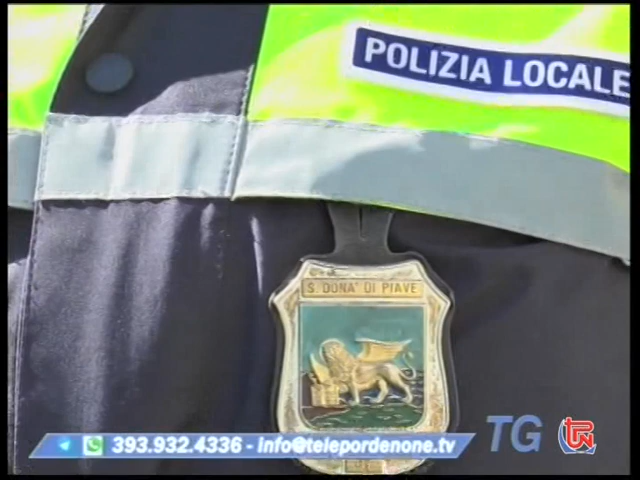 POLIZIA LOCALE
S. DONA' DI PIAVE
393.932.4336 - info@telepordenone.tv
TG